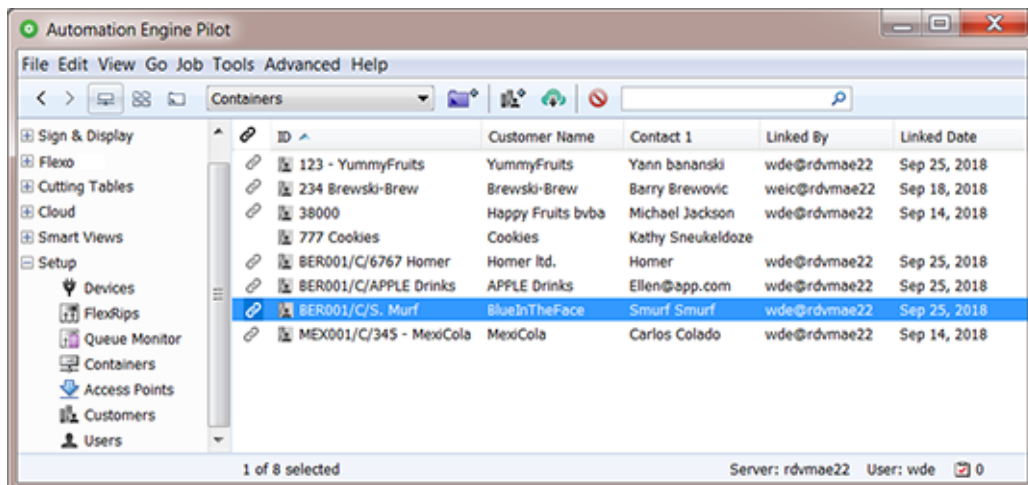 Automation Engine Pilot
File Edit View Go Job Tools Advanced Help
Containers
Sign & Display
Flexo
Cutting Tables
Cloud
Smart Views
Setup
Devices
FlexRips
Queue Monitor
Containers
Access Points
Customers
Users
ID Customer Name Contact 1 Linked By Linked Date
123 - YummyFruits YummyFruits Yann bananski wde@rdvmae22 Sep 25, 2018
234 Brewski-Brew Brewski-Brew Barry Brewovic weic@rdvmae22 Sep 18, 2018
38000 Happy Fruits bvba Michael Jackson wde@rdvmae22 Sep 14, 2018
777 Cookies Cookies Kathy Sneukeldoze
BER001/C/6767 Homer Homer ltd. Homer wde@rdvmae22 Sep 25, 2018
BER001/C/APPLE Drinks APPLE Drinks Ellen@app.com wde@rdvmae22 Sep 25, 2018
BER001/C/S. Murf BlueInTheFace Smurf Smurf wde@rdvmae22 Sep 25, 2018
MEX001/C/345 - MexiCola MexiCola Carlos Colado wde@rdvmae22 Sep 14, 2018
1 of 8 selected Server: rdvmae22 User: wde 0